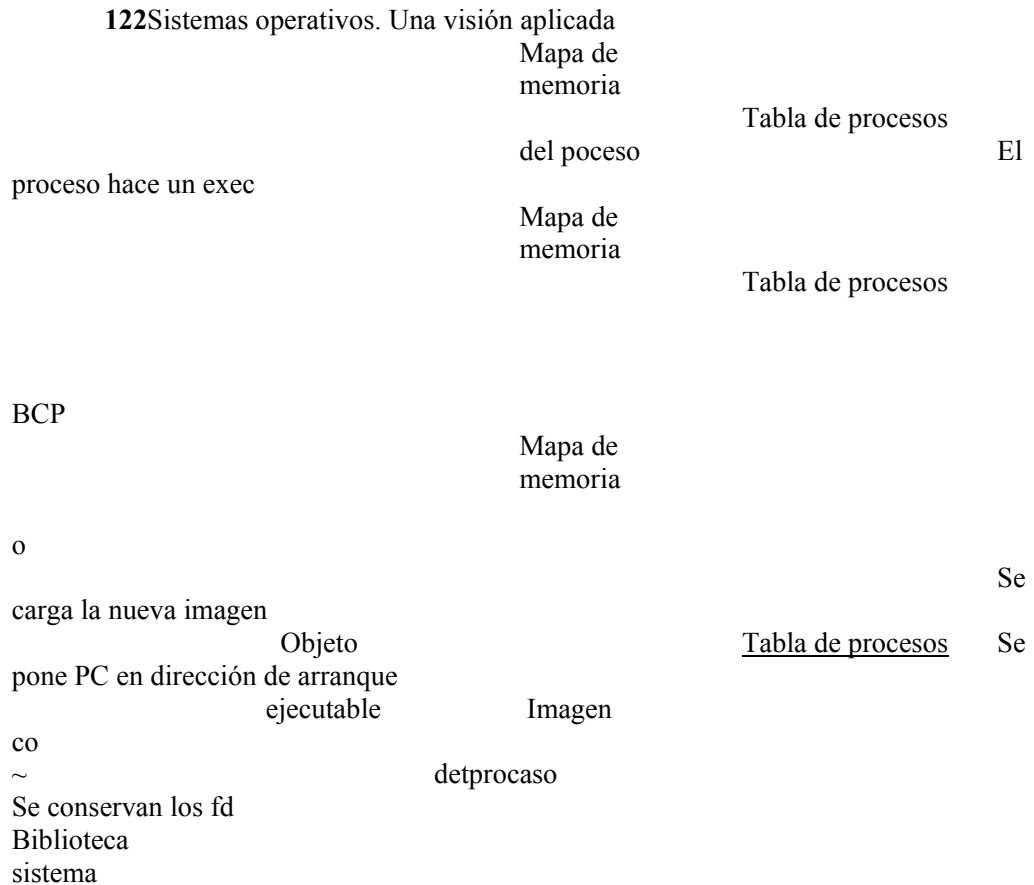 122Sistemas operativos. Una visión aplicada
Mapa de
memoria
Tabla de procesos
del poceso El
proceso hace un exec
Mapa de
memoria
Tabla de procesos
BCP
Mapa de
memoria
o
Se
carga la nueva imagen
Objeto Tabla de procesos Se
pone PC en dirección de arranque
ejecutable Imagen
co
~ detprocaso
Se conservan los fd
Biblioteca
sistema